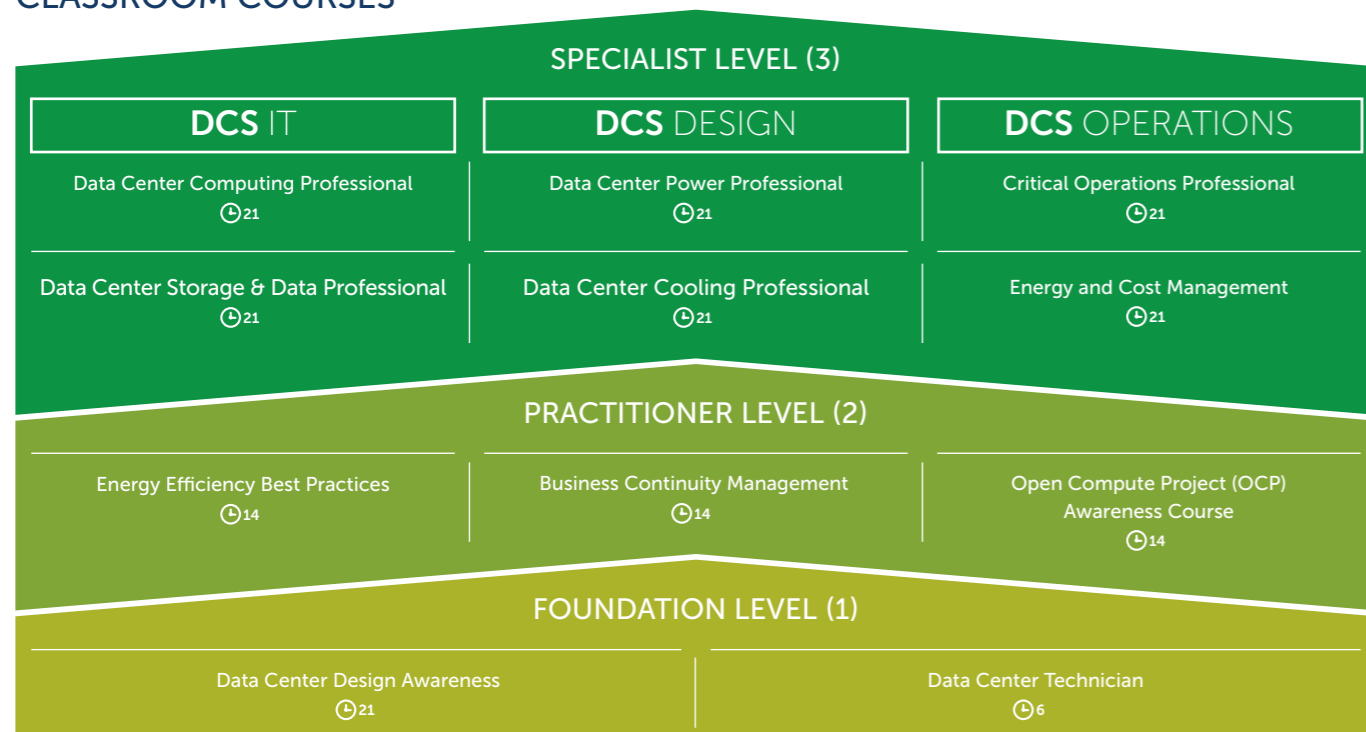 CLASSROOM COURSES
SPECIALIST LEVEL (3)
DCS IT
DCS DESIGN
DCS OPERATIONS
Data Center Computing Professional
21
Data Center Power Professional
21
Critical Operations Professional
21
Data Center Storage & Data Professional
21
Data Center Cooling Professional
21
Energy and Cost Management
21
PRACTITIONER LEVEL (2)
Energy Efficiency Best Practices
14
Business Continuity Management
14
Open Compute Project (OCP)
Awareness Course
14
FOUNDATION LEVEL (1)
Data Center Design Awareness
21
Data Center Technician
6